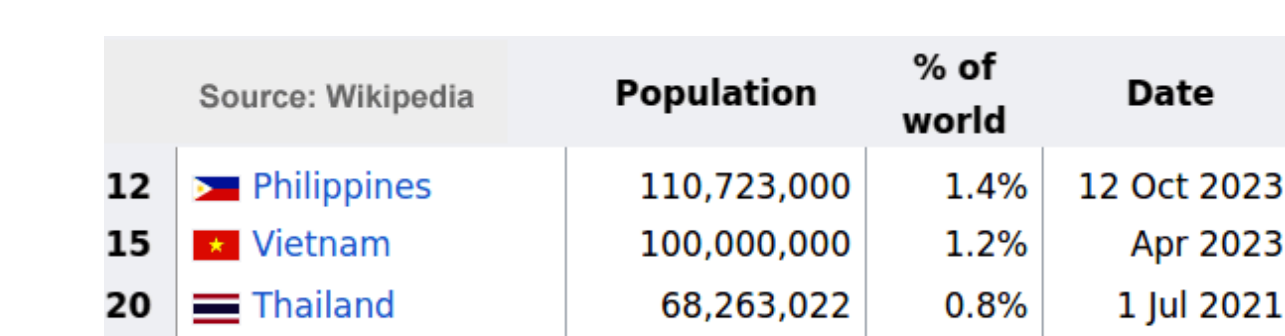 Source: Wikipedia Population % of world Date
12 Philippines 110,723,000 1.4% 12 Oct 2023
15 Vietnam 100,000,000 1.2% Apr 2023
20 Thailand 68,263,022 0.8% 1 Jul 2021